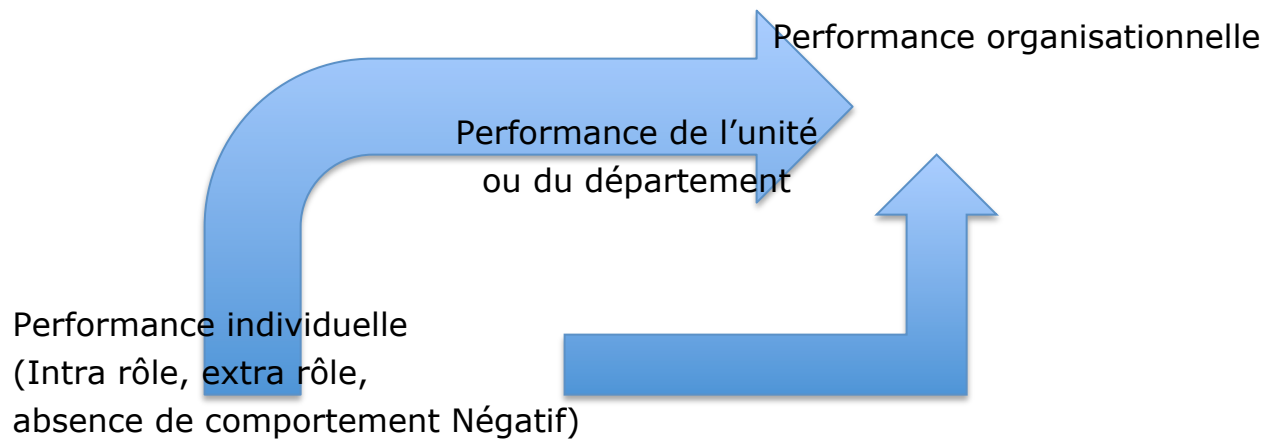 Performance organisationnelle
Performance de l’unité
ou du département
Performance individuelle
(Intra rôle, extra rôle,
absence de comportement Négatif)